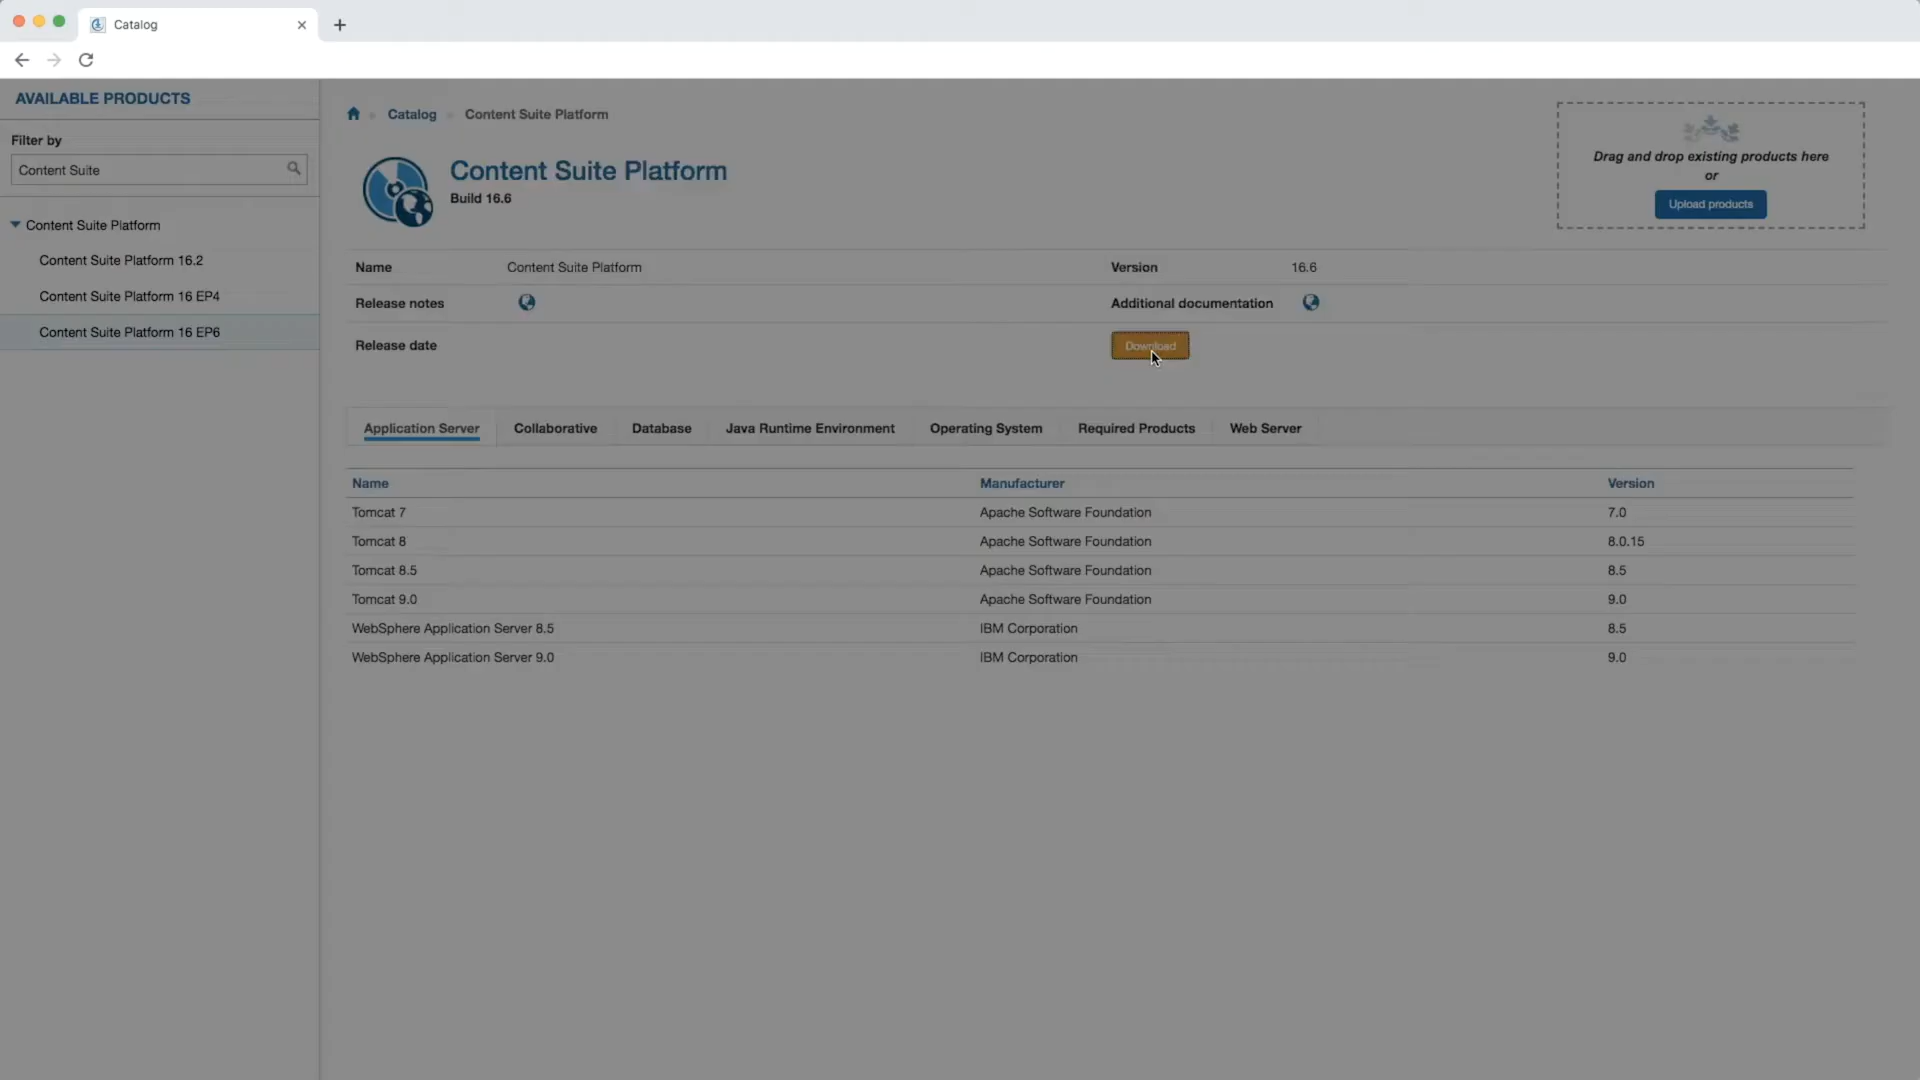 Catalog
AVAILABLE PRODUCTS
Filter by
Content Suite
Content Suite Platform
Content Suite Platform 16.2
Content Suite Platform 16 EP4
Content Suite Platform 16 EP6
Catalog Content Suite Platform
Content Suite Platform
Build 16.6
Drag and drop existing products here
or
Upload products
Name Content Suite Platform Version 16.6
Release notes Additional documentation
Release date Download
Application Server Collaborative Database Java Runtime Environment Operating System Required Products Web Server
Name Manufacturer Version
Tomcat 7 Apache Software Foundation 7.0
Tomcat 8 Apache Software Foundation 8.0.15
Tomcat 8.5 Apache Software Foundation 8.5
Tomcat 9.0 Apache Software Foundation 9.0
WebSphere Application Server 8.5 IBM Corporation 8.5
WebSphere Application Server 9.0 IBM Corporation 9.0